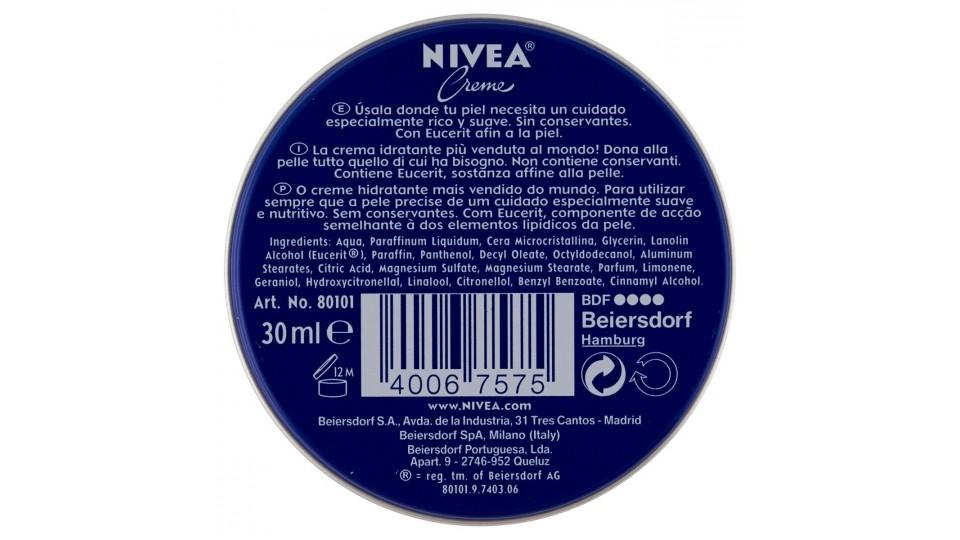 NIVEA®
Creme
Ⓔ Úsala donde tu piel necesita un cuidado
especialmente rico y suave. Sin conservantes.
Con Eucerit afín a la piel.
Ⓘ La crema idratante più venduta al mondo! Dona alla
pelle tutto quello di cui ha bisogno. Non contiene conservanti.
Contiene Eucerit, sostanza affine alla pelle.
Ⓟ O creme hidratante mais vendido do mundo. Para utilizar
sempre que a pele precise de um cuidado especialmente suave
e nutritivo. Sem conservantes. Com Eucerit, componente de acção
semelhante à dos elementos lipídicos da pele.
Ingredients: Aqua, Paraffinum Liquidum, Cera Microcristallina, Glycerin, Lanolin
Alcohol (Eucerit®), Paraffin, Panthenol, Decyl Oleate, Octyldodecanol, Aluminum
Stearates, Citric Acid, Magnesium Sulfate, Magnesium Stearate, Parfum, Limonene,
Geraniol, Hydroxycitronellal, Linalool, Citronellol, Benzyl Benzoate, Cinnamyl Alcohol.
Art. No. 80101
30 ml ℮
12 M
4006 7575
BDF ●●●●
Beiersdorf
Hamburg
www.NIVEA.com
Beiersdorf S.A., Avda. de la Industria, 31 Tres Cantos - Madrid
Beiersdorf SpA, Milano (Italy)
Beiersdorf Portuguesa, Lda.
Apart. 9 - 2746-952 Queluz
® = reg. tm. of Beiersdorf AG
80101.9.7403.06